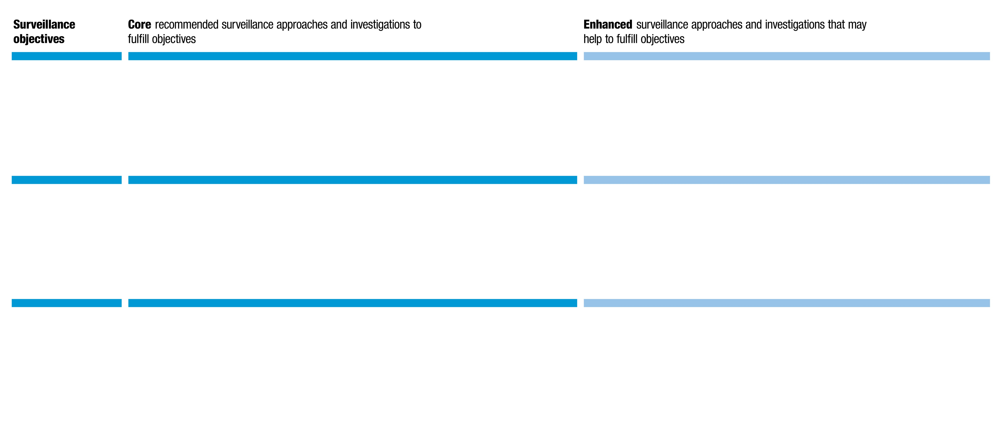 Surveillance
objectives
Core recommended surveillance approaches and investigations to
fulfill objectives
Enhanced surveillance approaches and investigations that may
help to fulfill objectives